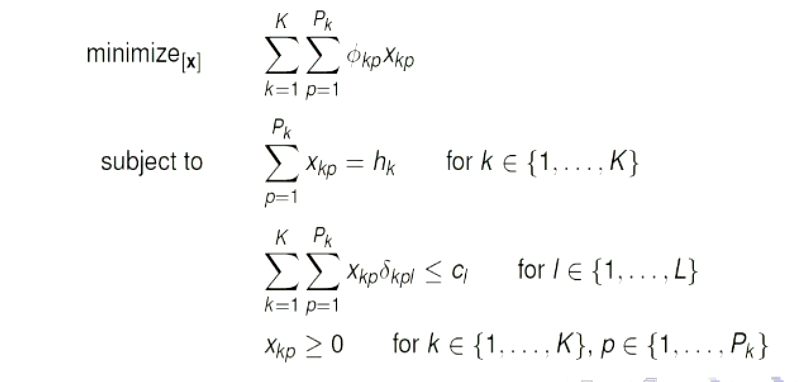 minimize[x] ∑_{k=1}^{K} ∑_{p=1}^{P_k} ϕ_{kp}x_{kp}
subject to ∑_{p=1}^{P_k} x_{kp} = h_k for k ∈ {1, . . . , K}
∑_{k=1}^{K} ∑_{p=1}^{P_k} x_{kp}δ_{kpl} ≤ c_l for l ∈ {1, . . . , L}
x_{kp} ≥ 0 for k ∈ {1, . . . , K}, p ∈ {1, . . . , P_k}